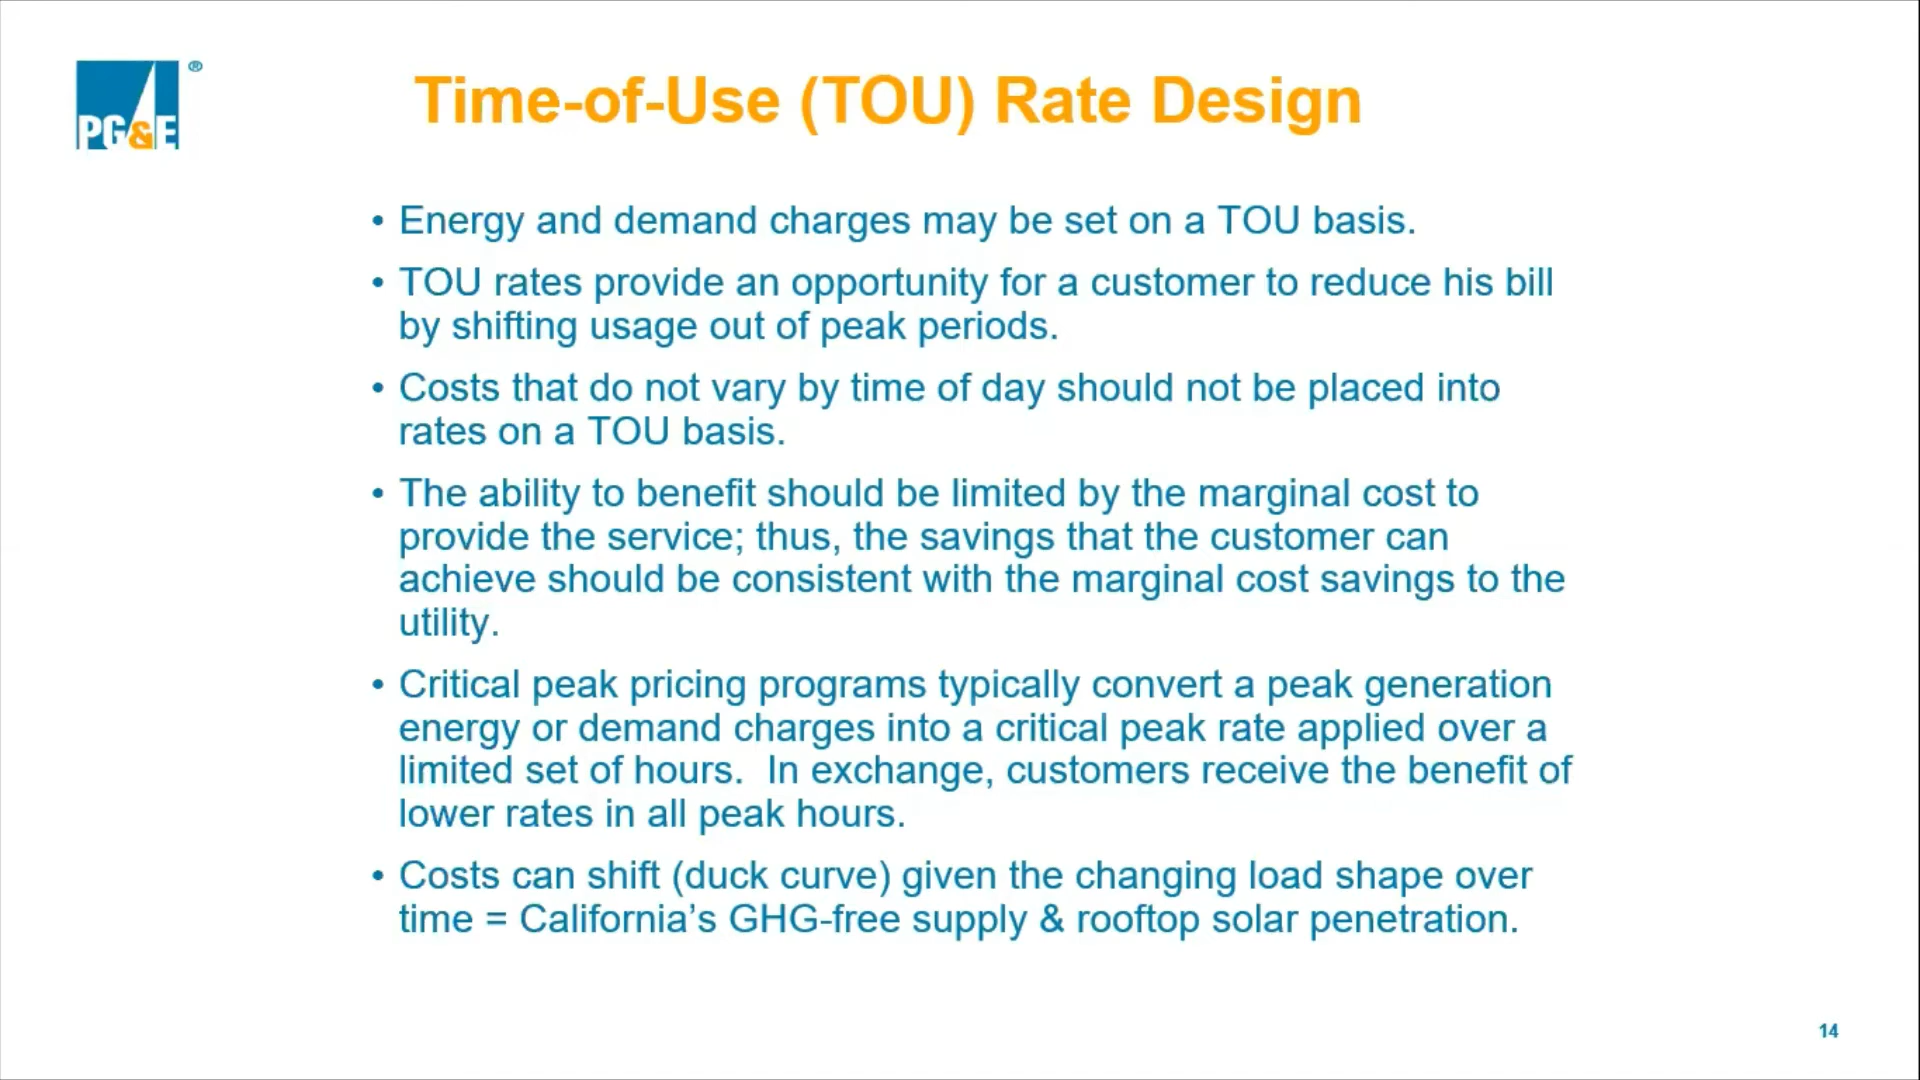 PG&E ®
Time-of-Use (TOU) Rate Design
• Energy and demand charges may be set on a TOU basis.
• TOU rates provide an opportunity for a customer to reduce his bill
by shifting usage out of peak periods.
• Costs that do not vary by time of day should not be placed into
rates on a TOU basis.
• The ability to benefit should be limited by the marginal cost to
provide the service; thus, the savings that the customer can
achieve should be consistent with the marginal cost savings to the
utility.
• Critical peak pricing programs typically convert a peak generation
energy or demand charges into a critical peak rate applied over a
limited set of hours.  In exchange, customers receive the benefit of
lower rates in all peak hours.
• Costs can shift (duck curve) given the changing load shape over
time = California’s GHG-free supply & rooftop solar penetration.
14